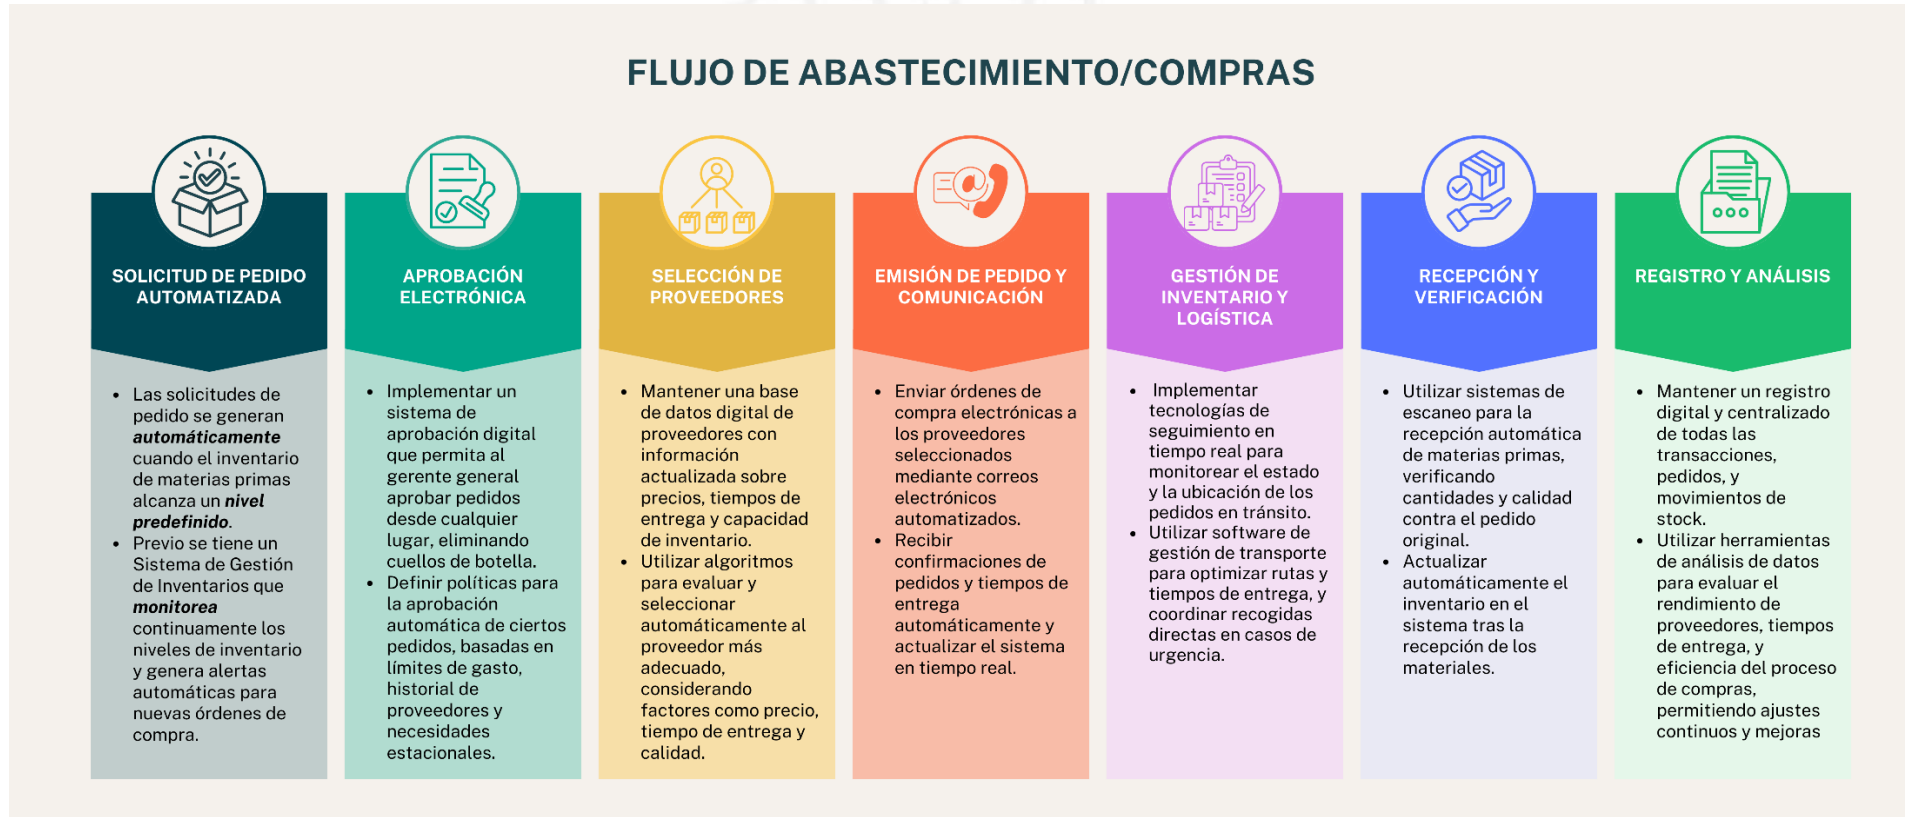 FLUJO DE ABASTECIMIENTO/COMPRAS
SOLICITUD DE PEDIDO
AUTOMATIZADA
• Las solicitudes de
pedido se generan
automáticamente
cuando el inventario
de materias primas
alcanza un nivel
predefinido.
• Previo se tiene un
Sistema de Gestión
de Inventarios que
monitorea
continuamente los
niveles de inventario
y genera alertas
automáticas para
nuevas órdenes de
compra.
APROBACIÓN
ELECTRÓNICA
• Implementar un
sistema de
aprobación digital
que permita al
gerente general
aprobar pedidos
desde cualquier
lugar, eliminando
cuellos de botella.
• Definir políticas para
la aprobación
automática de ciertos
pedidos, basadas en
límites de gasto,
historial de
proveedores y
necesidades
estacionales.
SELECCIÓN DE
PROVEEDORES
• Mantener una base
de datos digital de
proveedores con
información
actualizada sobre
precios, tiempos de
entrega y capacidad
de inventario.
• Utilizar algoritmos
para evaluar y
seleccionar
automáticamente al
proveedor más
adecuado,
considerando
factores como precio,
tiempo de entrega y
calidad.
EMISIÓN DE PEDIDO Y
COMUNICACIÓN
• Enviar órdenes de
compra electrónicas a
los proveedores
seleccionados
mediante correos
electrónicos
automatizados.
• Recibir
confirmaciones de
pedidos y tiempos de
entrega
automáticamente y
actualizar el sistema
en tiempo real.
GESTIÓN DE
INVENTARIO Y
LOGÍSTICA
• Implementar
tecnologías de
seguimiento en
tiempo real para
monitorear el estado
y la ubicación de los
pedidos en tránsito.
• Utilizar software de
gestión de transporte
para optimizar rutas y
tiempos de entrega, y
coordinar recogidas
directas en casos de
urgencia.
RECEPCIÓN Y
VERIFICACIÓN
• Utilizar sistemas de
escaneo para la
recepción automática
de materias primas,
verificando
cantidades y calidad
contra el pedido
original.
• Actualizar
automáticamente el
inventario en el
sistema tras la
recepción de los
materiales.
REGISTRO Y ANÁLISIS
• Mantener un registro
digital y centralizado
de todas las
transacciones,
pedidos, y
movimientos de
stock.
• Utilizar herramientas
de análisis de datos
para evaluar el
rendimiento de
proveedores, tiempos
de entrega, y
eficiencia del proceso
de compras,
permitiendo ajustes
continuos y mejoras